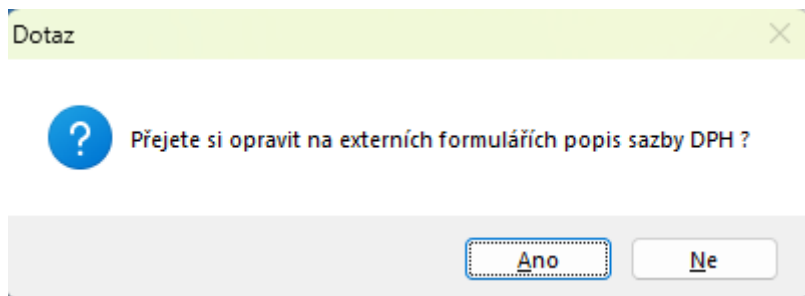 Dotaz
Přejete si opravit na externích formulářích popis sazby DPH ?
Ano
Ne